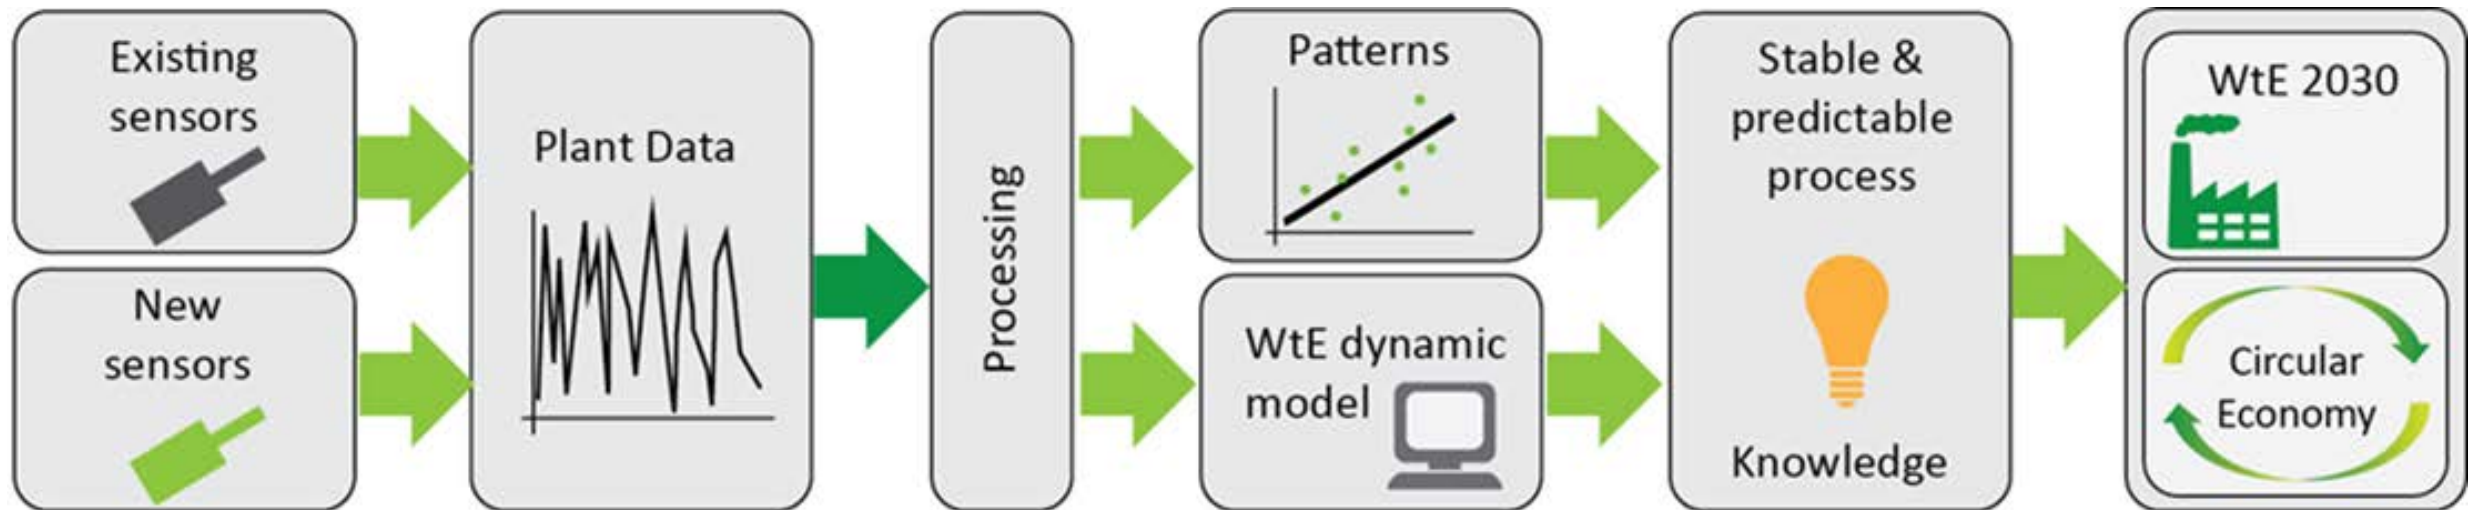 Existing
sensors
New
sensors
Plant Data
Processing
Patterns
WtE dynamic
model
Stable &
predictable
process
Knowledge
WtE 2030
Circular
Economy